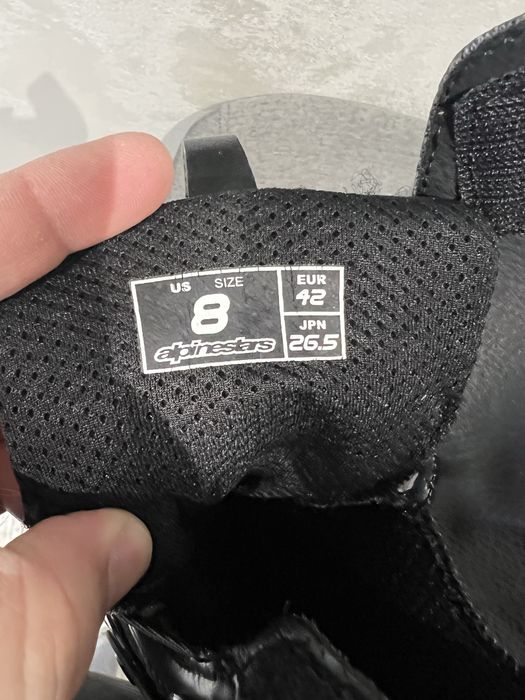 US SIZE
8
alpinestars
EUR
42
JPN
26.5